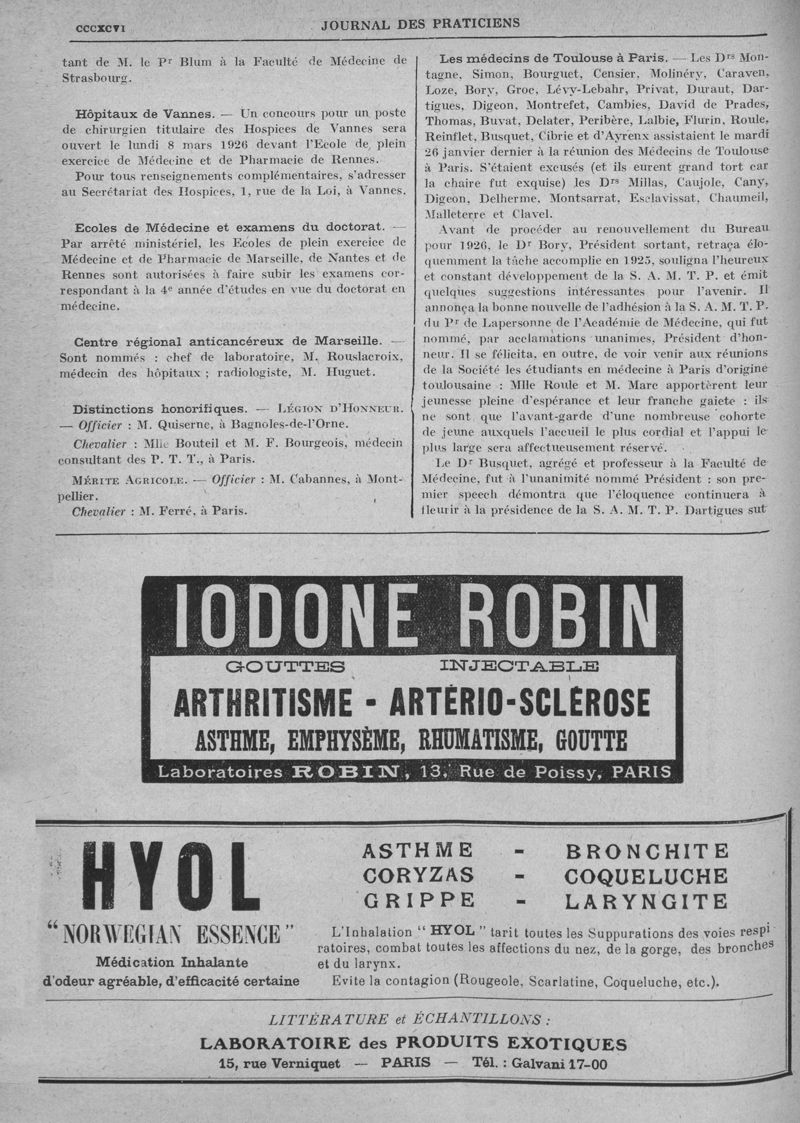 CCCXCVI
JOURNAL DES PRATICIENS
tant de M. le Pr Blum à la Faculté de Médecine de
Strasbourg.
Hôpitaux de Vannes. — Un concours pour un poste
de chirurgien titulaire des Hospices de Vannes sera
ouvert le lundi 8 mars 1926 devant l'Ecole de plein
exercice de Médecine et de Pharmacie de Rennes.
Pour tous renseignements complémentaires, s'adresser
au Secrétariat des Hospices, 1, rue de la Loi, à Vannes.
Ecoles de Médecine et examens du doctorat. —
Par arrêté ministériel, les Ecoles de plein exercice de
Médecine et de Pharmacie de Marseille, de Nantes et de
Rennes sont autorisées à faire subir les examens cor-
respondant à la 4e année d'études en vue du doctorat en
médecine.
Centre régional anticancéreux de Marseille. —
Sont nommés : chef de laboratoire, M. Rouslacroix,
médecin des hôpitaux ; radiologiste, M. Huguet.
Distinctions honorifiques. — LÉGION D'HONNEUR.
— Officier : M. Quiserne, à Bagnoles-de-l'Orne.
Chevalier : Mlle Bouteil et M. F. Bourgeois, médecin
consultant des P. T. T., à Paris.
MÉRITE AGRICOLE. — Officier : M. Cabannes, à Mont-
pellier.
Chevalier : M. Ferré, à Paris.
Les médecins de Toulouse à Paris. — Les Drs Mon-
tagne, Simon, Bourguet, Censier, Molinéry, Caraven,
Loze, Bory, Groc, Lévy-Lebahr, Privat, Duraut, Dar-
tigues, Digeon, Montrefet, Cambies, David de Prades,
Thomas, Buvat, Delater, Peribère, Lalbie, Flurin, Roule,
Reinflet, Busquet, Cibrie et d'Ayrenx assistaient le mardi
26 janvier dernier à la réunion des Médecins de Toulouse
à Paris. S'étaient excusés (et ils eurent grand tort car
la chaire fut exquise) les Drs Millas, Caujole, Cany,
Digeon, Delherme, Montsarrat, Esclavissat, Chaumeil,
Malleterre et Clavel.
Avant de procéder au renouvellement du Bureau
pour 1926, le Dr Bory, Président sortant, retraça élo-
quemment la tâche accomplie en 1925, souligna l'heureux
et constant développement de la S. A. M. T. P. et émit
quelques suggestions intéressantes pour l'avenir. Il
annonça la bonne nouvelle de l'adhésion à la S. A. M. T. P.
du Pr de Lapersonne de l'Académie de Médecine, qui fut
nommé, par acclamations unanimes, Président d'hon-
neur. Il se félicita, en outre, de voir venir aux réunions
de la Société les étudiants en médecine à Paris d'origine
toulousaine : Mlle Roule et M. Marc apportèrent leur
jeunesse pleine d'espérance et leur franche gaiete : ils
ne sont que l'avant-garde d'une nombreuse cohorte
de jeune auxquels l'accueil le plus cordial et l'appui le
plus large sera affectueusement réservé.
Le Dr Busquet, agrégé et professeur à la Faculté de
Médecine, fut à l'unanimité nommé Président : son pre-
mier speech démontra que l'éloquence continuera à
fleurir à la présidence de la S. A. M. T. P. Dartigues sut
IODONE ROBIN
GOUTTES INJECTABLE
ARTHRITISME - ARTÉRIO-SCLÉROSE
ASTHME, EMPHYSÈME, RHUMATISME, GOUTTE
Laboratoires ROBIN, 13, Rue de Poissy, PARIS
HYOL
"NORWEGIAN ESSENCE"
Médication Inhalante
d'odeur agréable, d'efficacité certaine
ASTHME - BRONCHITE
CORYZAS - COQUELUCHE
GRIPPE - LARYNGITE
L'Inhalation "HYOL" tarit toutes les Suppurations des voies respi
ratoires, combat toutes les affections du nez, de la gorge, des bronches
et du larynx.
Evite la contagion (Rougeole, Scarlatine, Coqueluche, etc.).
LITTÉRATURE et ÉCHANTILLONS :
LABORATOIRE des PRODUITS EXOTIQUES
15, rue Verniquet — PARIS — Tél. : Galvani 17-00